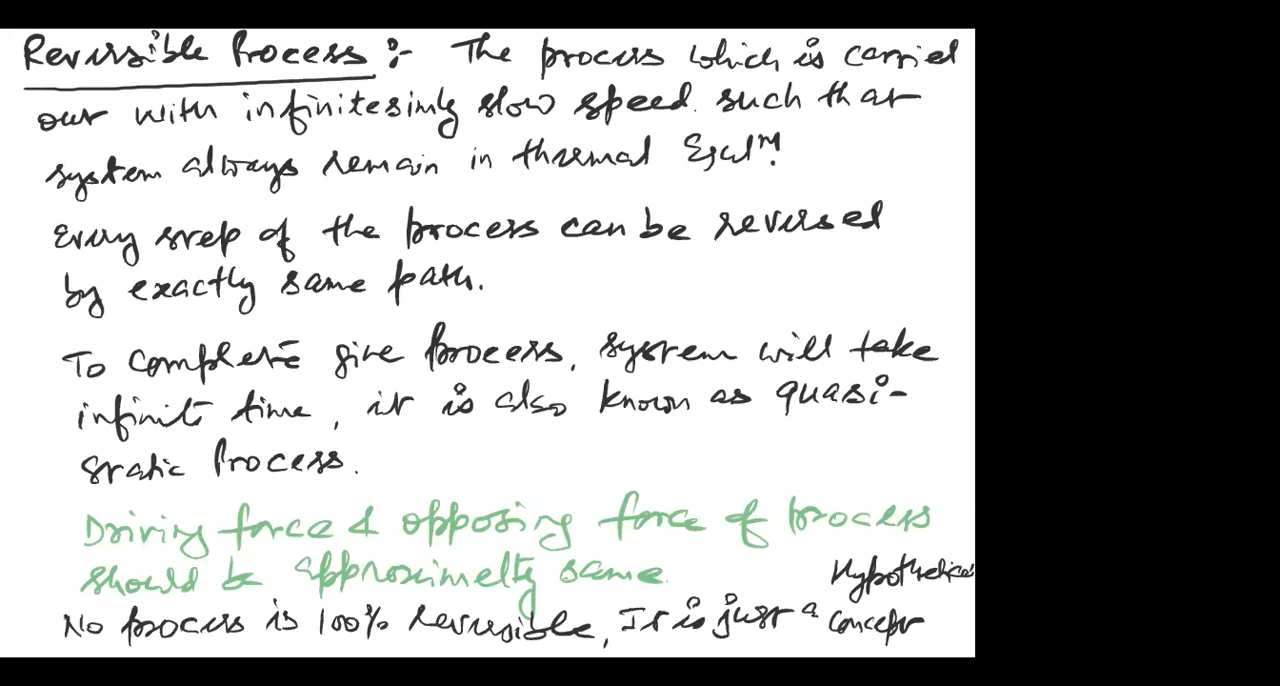 Reversible Process :- The process which is carried
out with infinitesimly slow speed. such that
system always remain in thermal Eqlm.
Every step of the process can be reversed
by exactly same path.
To complete give process, system will take
infinite time, it is also known as quasi-
static process.
Driving force & opposing force of process
should be approximelty same.
Hypothetical
No process is 100% reversible, It is just a concept